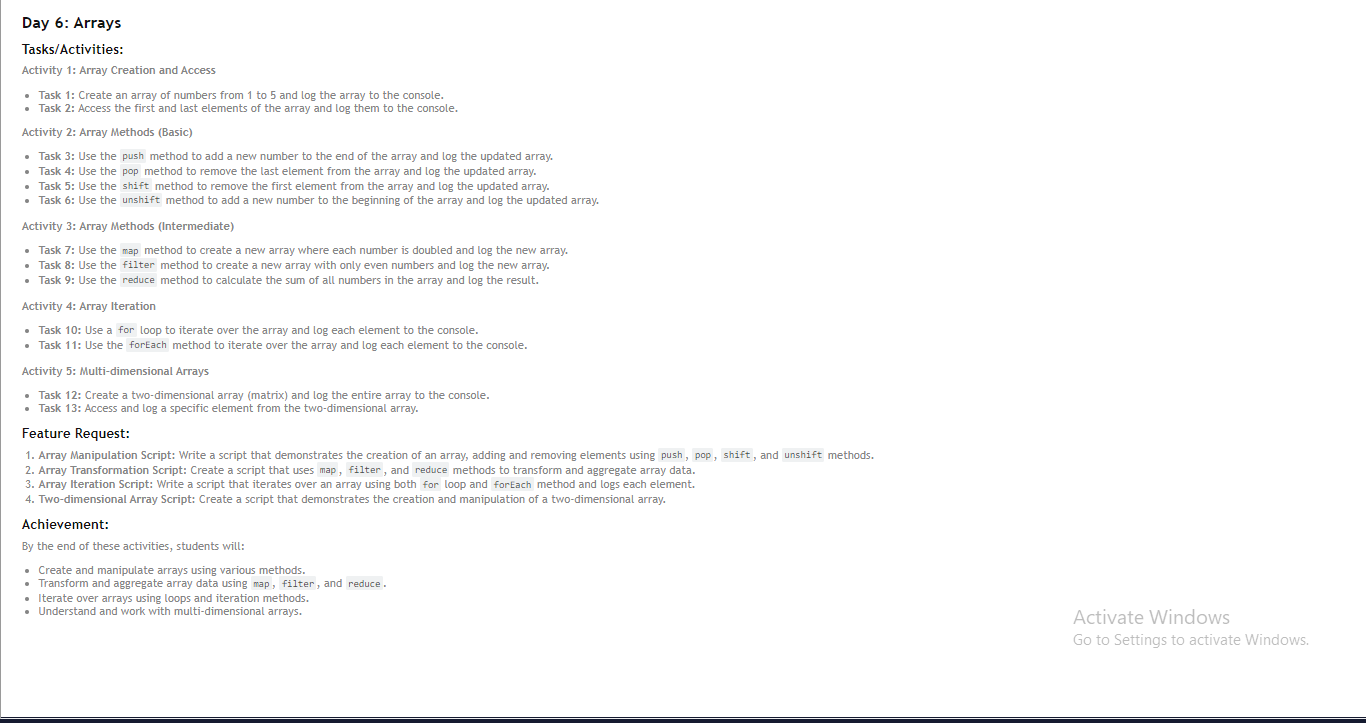 Day 6: Arrays
Tasks/Activities:
Activity 1: Array Creation and Access
• Task 1: Create an array of numbers from 1 to 5 and log the array to the console.
• Task 2: Access the first and last elements of the array and log them to the console.
Activity 2: Array Methods (Basic)
• Task 3: Use the push method to add a new number to the end of the array and log the updated array.
• Task 4: Use the pop method to remove the last element from the array and log the updated array.
• Task 5: Use the shift method to remove the first element from the array and log the updated array.
• Task 6: Use the unshift method to add a new number to the beginning of the array and log the updated array.
Activity 3: Array Methods (Intermediate)
• Task 7: Use the map method to create a new array where each number is doubled and log the new array.
• Task 8: Use the filter method to create a new array with only even numbers and log the new array.
• Task 9: Use the reduce method to calculate the sum of all numbers in the array and log the result.
Activity 4: Array Iteration
• Task 10: Use a for loop to iterate over the array and log each element to the console.
• Task 11: Use the forEach method to iterate over the array and log each element to the console.
Activity 5: Multi-dimensional Arrays
• Task 12: Create a two-dimensional array (matrix) and log the entire array to the console.
• Task 13: Access and log a specific element from the two-dimensional array.
Feature Request:
1. Array Manipulation Script: Write a script that demonstrates the creation of an array, adding and removing elements using push, pop, shift, and unshift methods.
2. Array Transformation Script: Create a script that uses map, filter, and reduce methods to transform and aggregate array data.
3. Array Iteration Script: Write a script that iterates over an array using both for loop and forEach method and logs each element.
4. Two-dimensional Array Script: Create a script that demonstrates the creation and manipulation of a two-dimensional array.
Achievement:
By the end of these activities, students will:
• Create and manipulate arrays using various methods.
• Transform and aggregate array data using map, filter, and reduce.
• Iterate over arrays using loops and iteration methods.
• Understand and work with multi-dimensional arrays.
Activate Windows
Go to Settings to activate Windows.